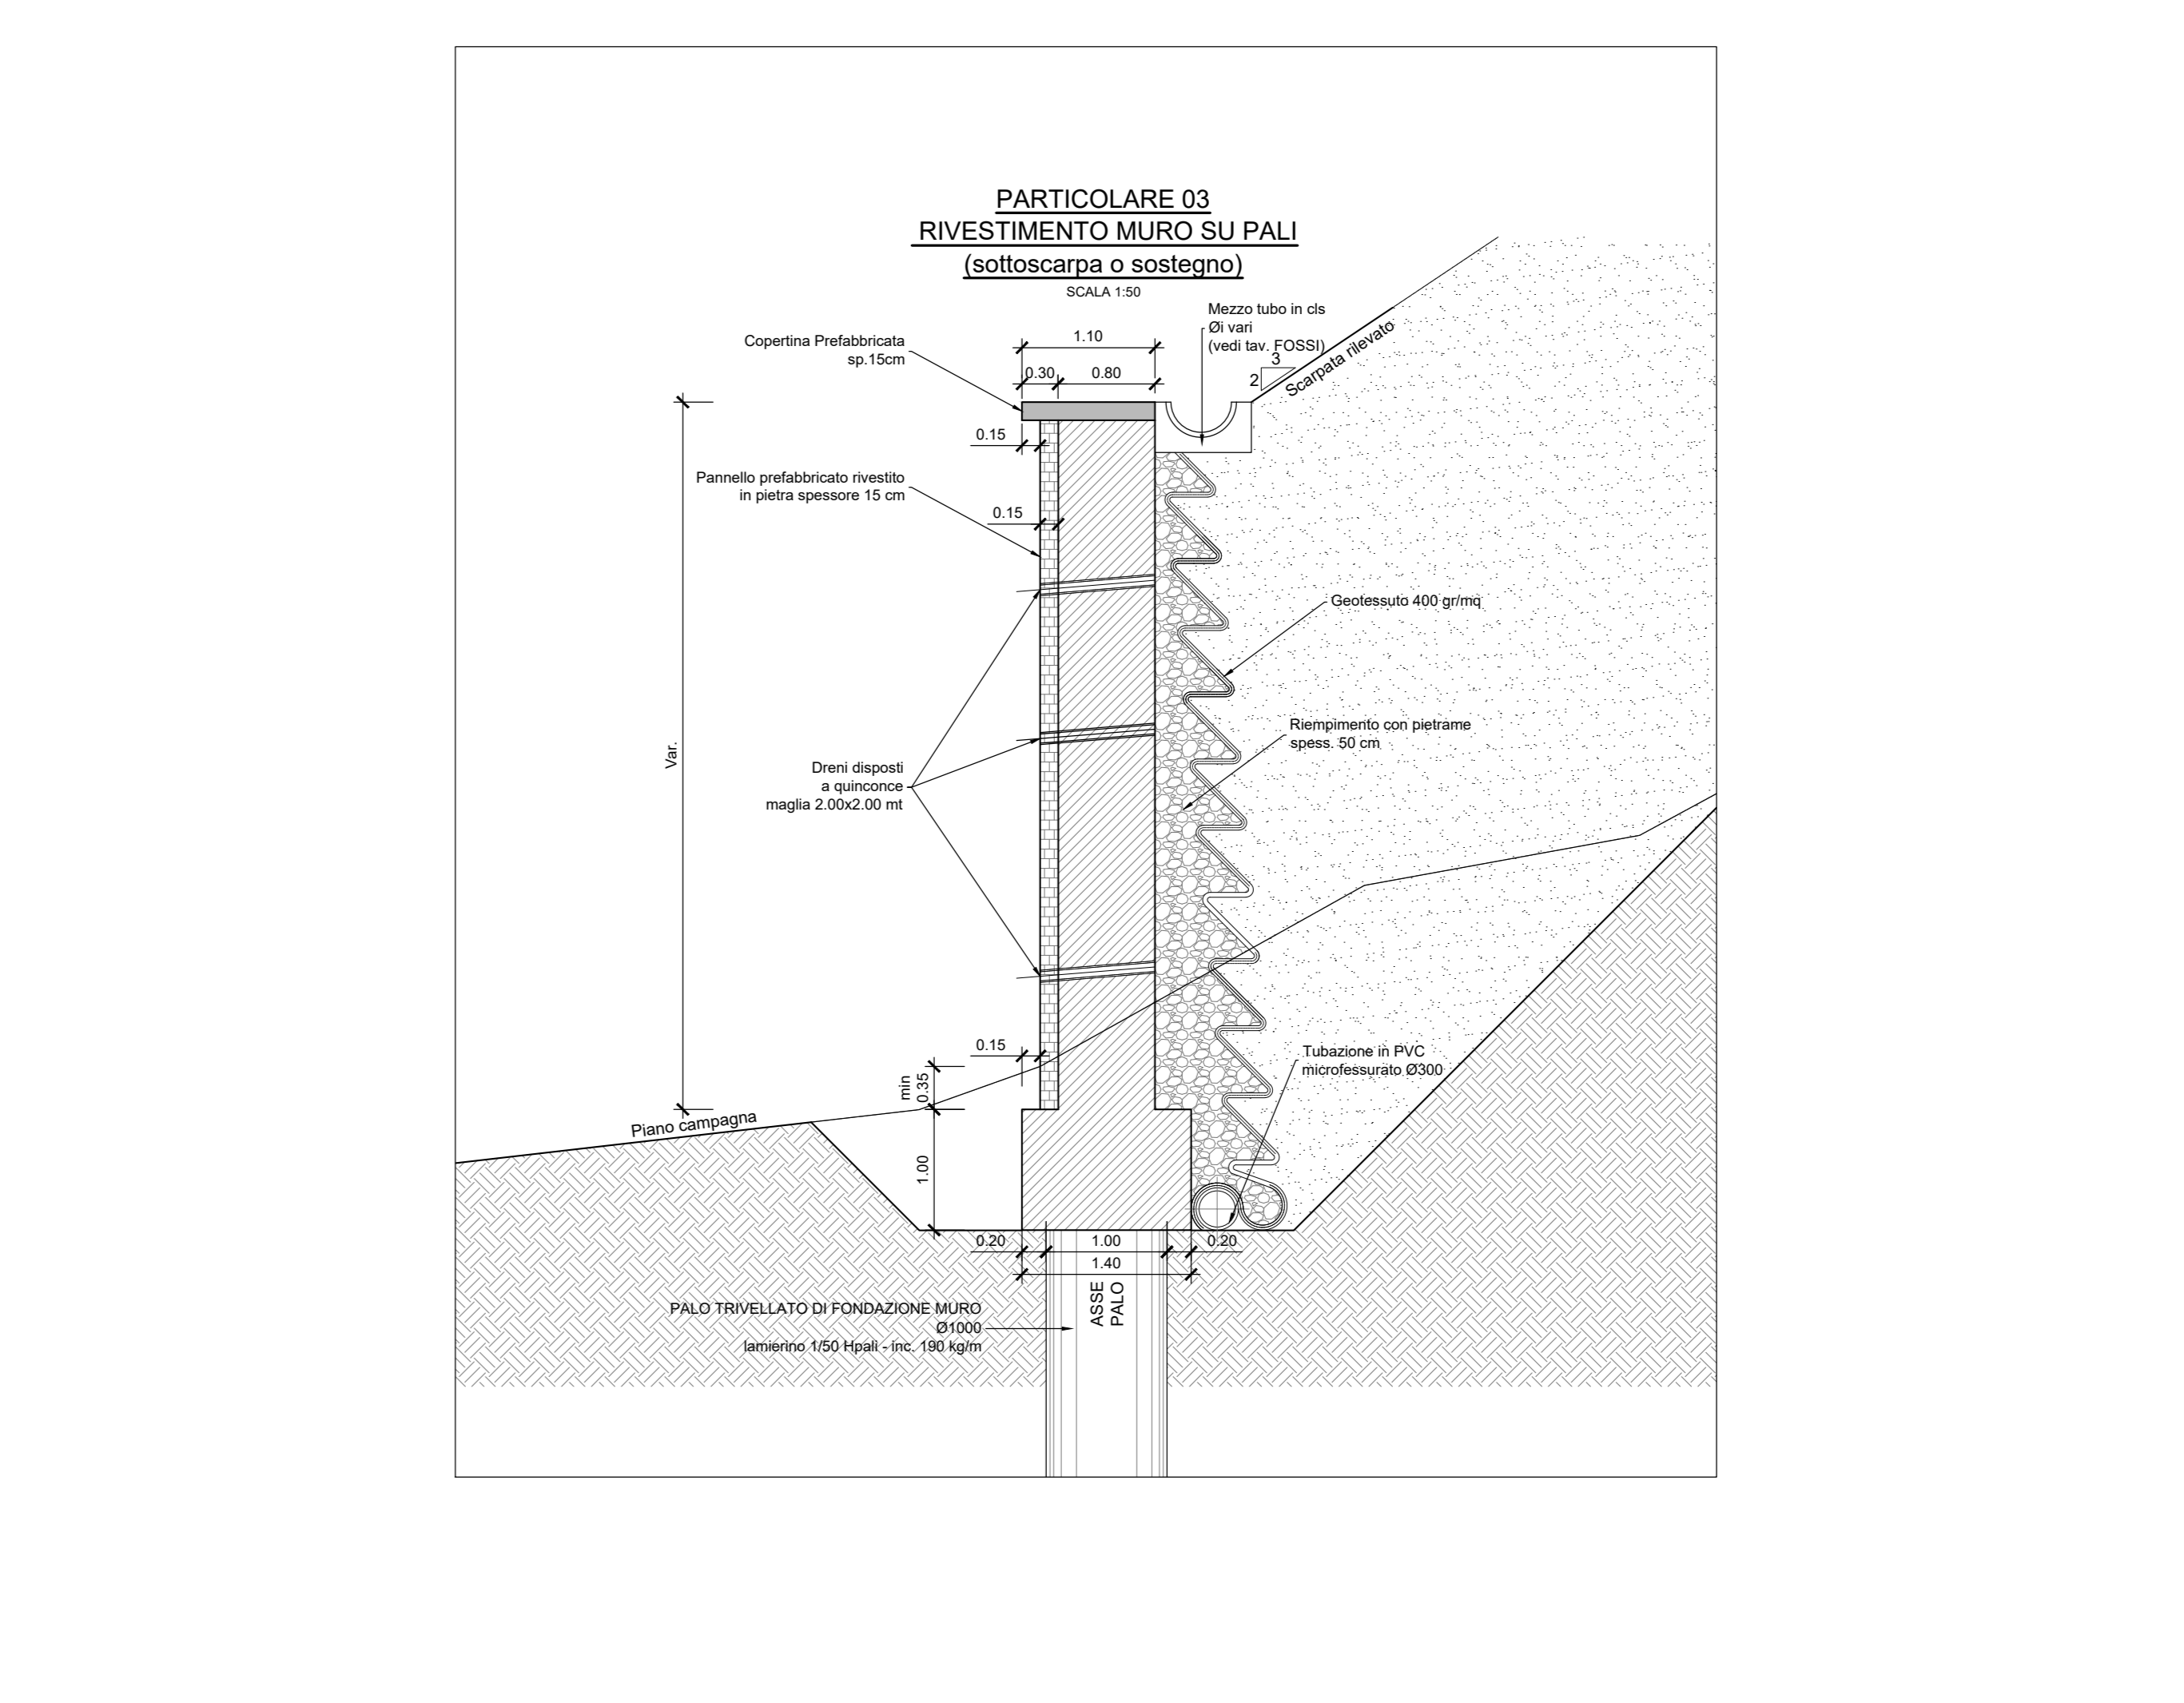 PARTICOLARE 03
RIVESTIMENTO MURO SU PALI
(sottoscarpa o sostegno)
SCALA 1:50
Mezzo tubo in cls
Øi vari
(vedi tav. FOSSI)
3
2
Scarpata rilevato
Copertina Prefabbricata
sp.15cm
1.10
0.30
0.80
0.15
Pannello prefabbricato rivestito
in pietra spessore 15 cm
0.15
Geotessuto 400 gr/mq
Riempimento con pietrame
spess. 50 cm
Var.
Dreni disposti
a quinconce
maglia 2.00x2.00 mt
0.15
min
0.35
Tubazione in PVC
microfessurato Ø300
Piano campagna
1.00
0.20
1.00
0.20
1.40
ASSE
PALO
PALO TRIVELLATO DI FONDAZIONE MURO
Ø1000
lamierino 1/50 Hpali - inc. 190 kg/m